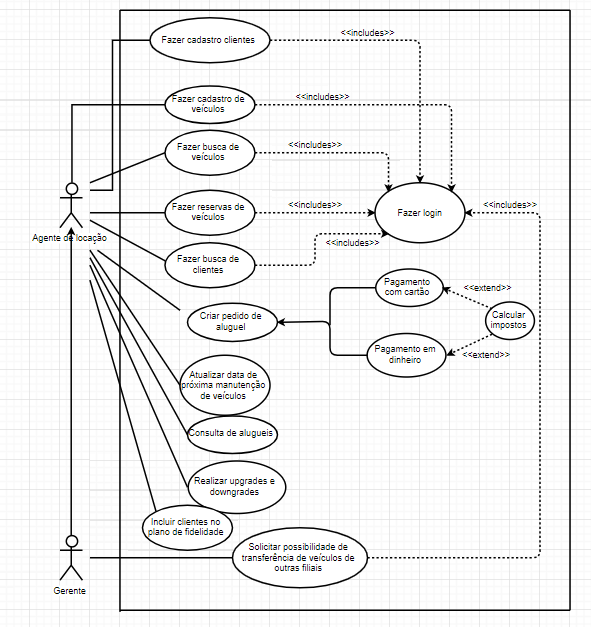 Fazer cadastro clientes
<<includes>>
Fazer cadastro de
veículos
<<includes>>
Fazer busca de
veículos
<<includes>>
Fazer reservas de
veículos
<<includes>>
Fazer login
<<includes>>
Agente de locação
Fazer busca de
clientes
<<includes>>
Pagamento
com cartão
<<extend>>
Criar pedido de
aluguel
Calcular
impostos
Pagamento em
dinheiro
<<extend>>
Atualizar data de
próxima manutenção
de veículos
Consulta de alugueis
Realizar upgrades e
downgrades
Incluir clientes no
plano de fidelidade
Solicitar possibilidade de
transferência de veículos de
outras filiais
Gerente